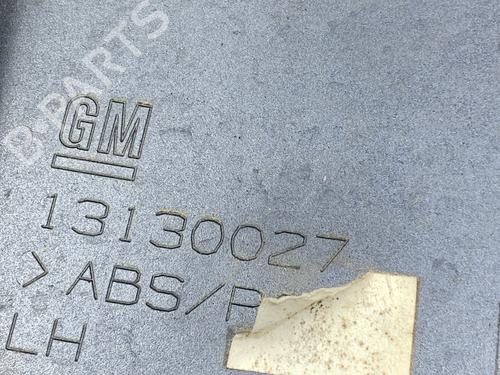 B-PARTS
GM
13130027
>ABS/P
LH